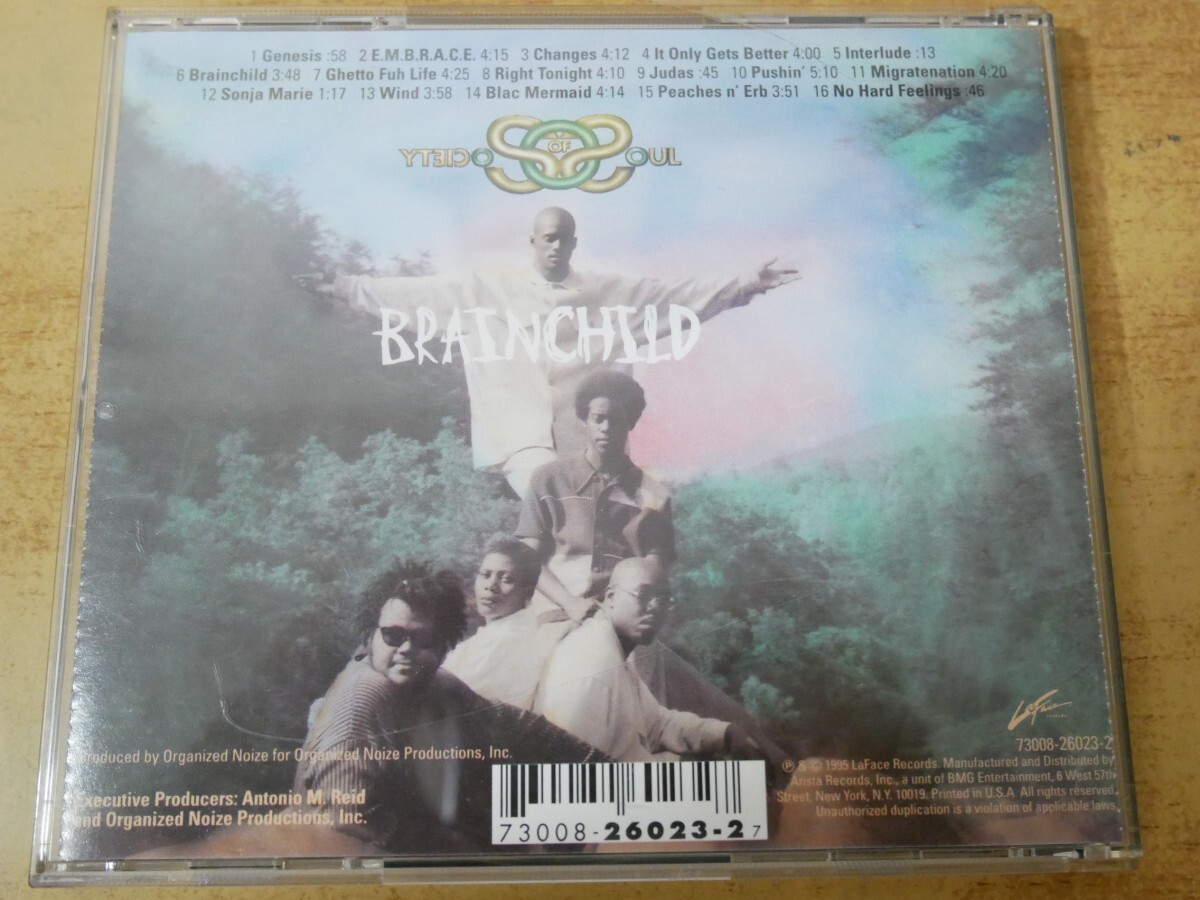 1 Genesis :58 2 E.M.B.R.A.C.E. 4:15 3 Changes 4:12 4 It Only Gets Better 4:00 5 Interlude :13
6 Brainchild 3:48 7 Ghetto Fuh Life 4:25 8 Right Tonight 4:10 9 Judas :45 10 Pushin' 5:10 11 Migratenation 4:20
12 Sonja Marie 1:17 13 Wind 3:58 14 Blac Mermaid 4:14 15 Peaches n' Erb 3:51 16 No Hard Feelings :46
SOCIETY OF SOUL
BRAINCHILD
LaFace
73008-26023-2
Produced by Organized Noize for Organized Noize Productions, Inc.
Executive Producers: Antonio M. Reid
and Organized Noize Productions, Inc.
℗ & © 1995 LaFace Records. Manufactured and Distributed by
Arista Records, Inc., a unit of BMG Entertainment, 6 West 57th
Street, New York, N.Y. 10019. Printed in U.S.A. All rights reserved.
Unauthorized duplication is a violation of applicable laws.
73008-26023-2 7